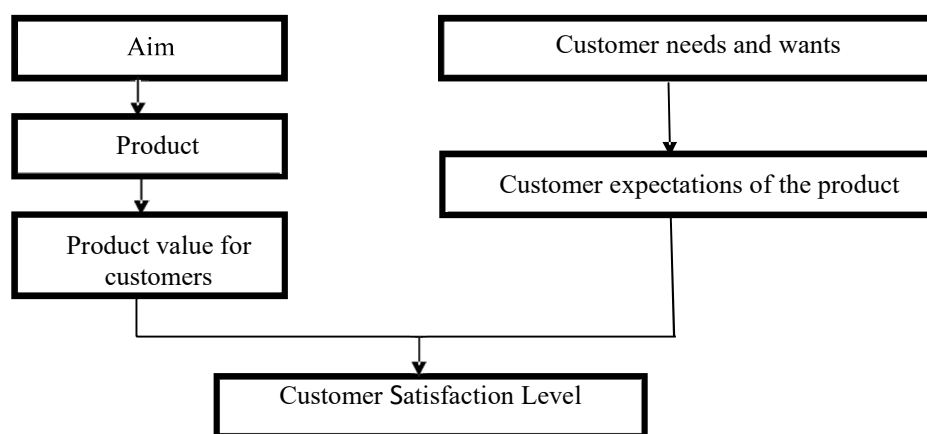 Aim
Customer needs and wants
Product
Customer expectations of the product
Product value for
customers
Customer Satisfaction Level